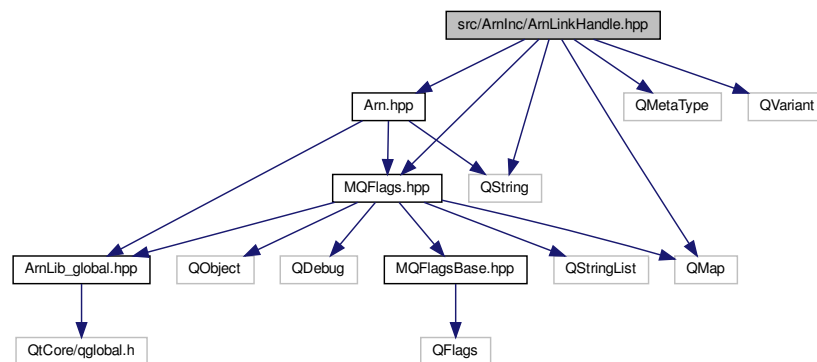 src/ArnInc/ArnLinkHandle.hpp
Arn.hpp
QMetaType
QVariant
MQFlags.hpp
QString
ArnLib_global.hpp
QObject
QDebug
MQFlagsBase.hpp
QStringList
QMap
QtCore/qglobal.h
QFlags